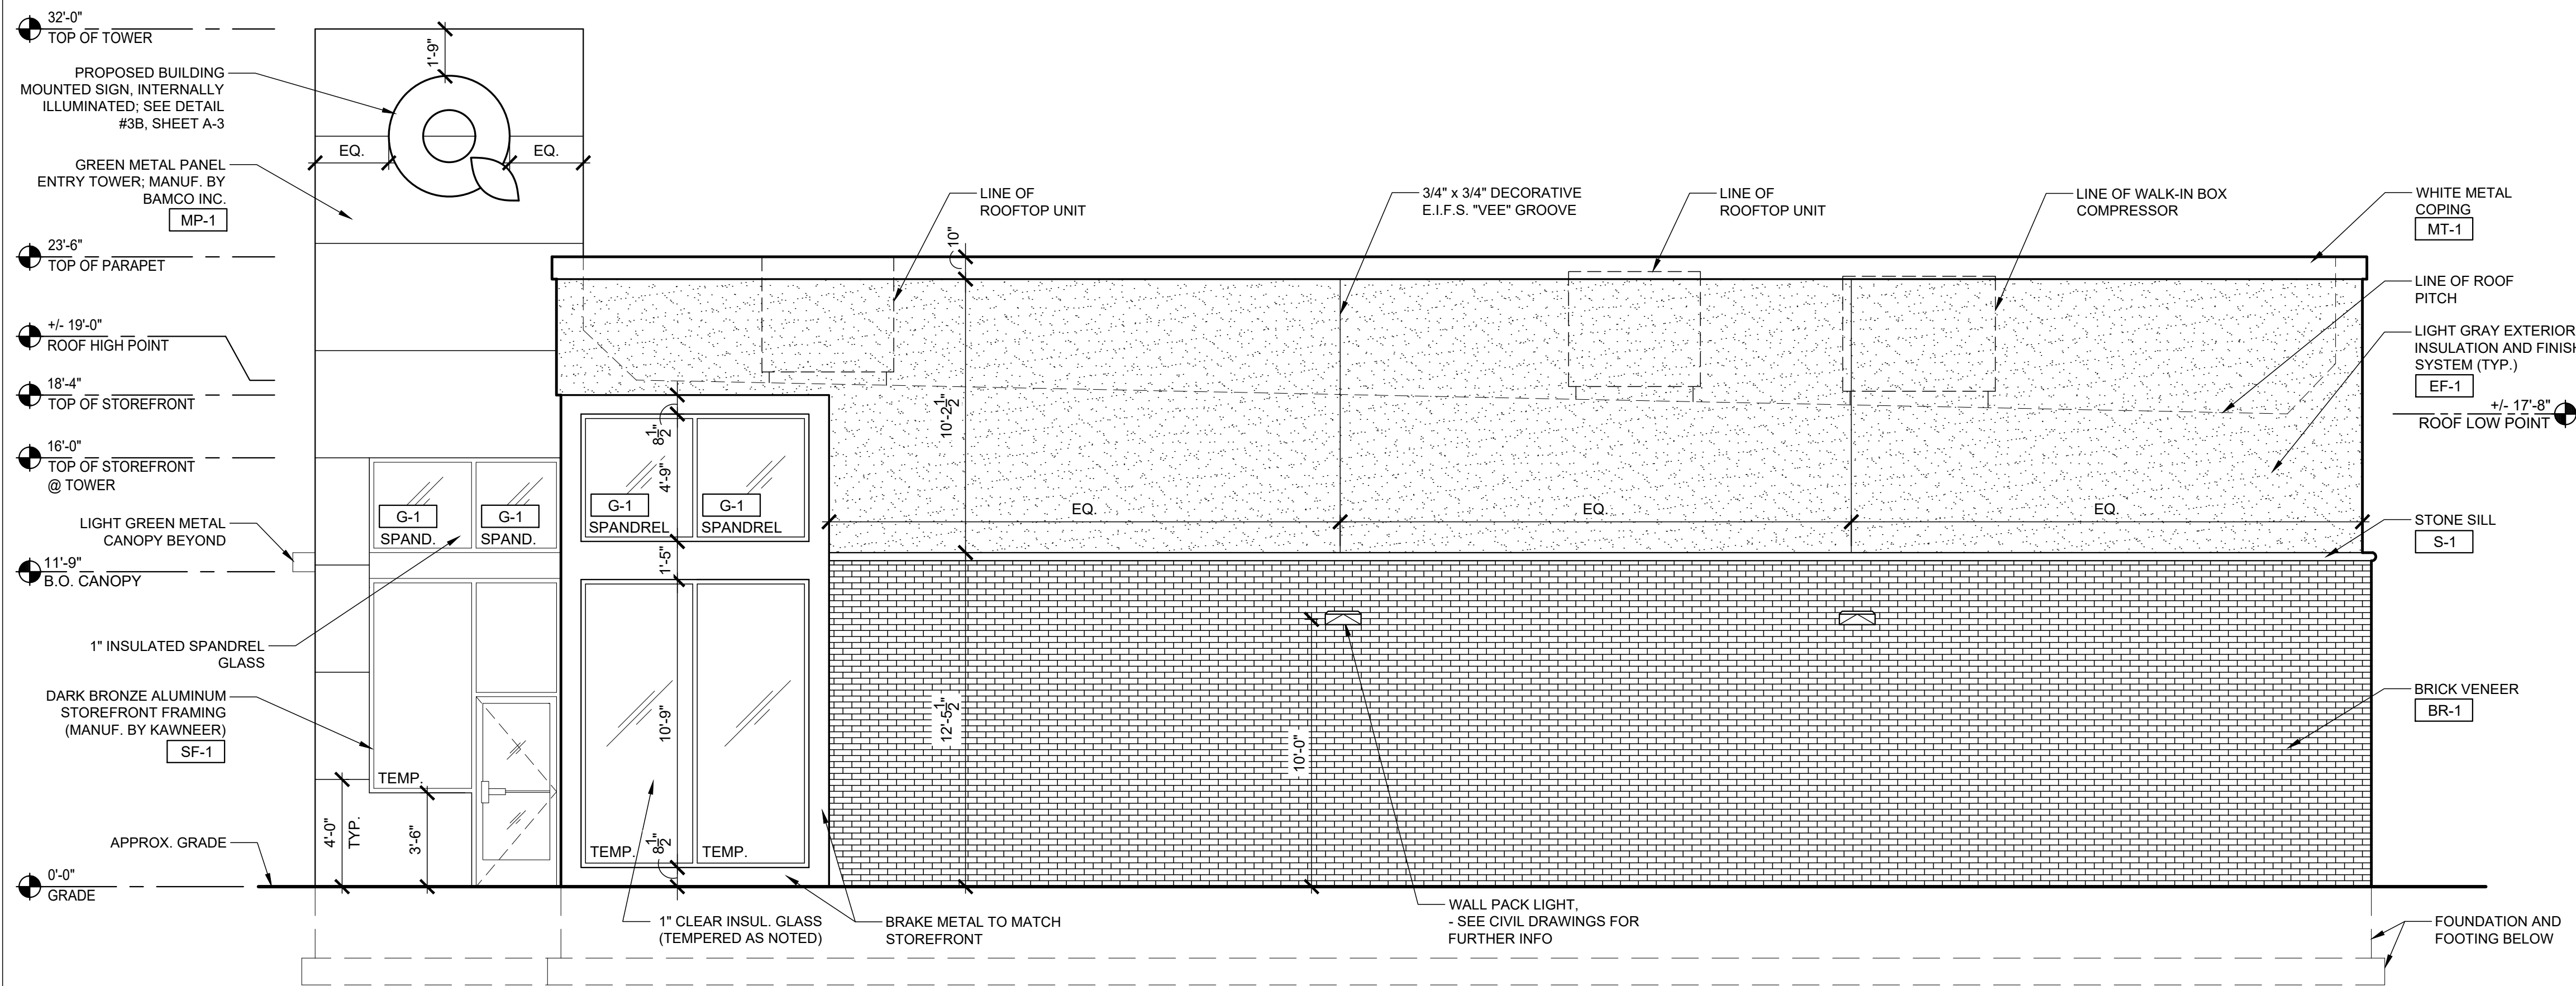 32'-0"
TOP OF TOWER
PROPOSED BUILDING
MOUNTED SIGN, INTERNALLY
ILLUMINATED; SEE DETAIL
#3B, SHEET A-3
GREEN METAL PANEL
ENTRY TOWER; MANUF. BY
BAMCO INC.
MP-1
23'-6"
TOP OF PARAPET
+/- 19'-0"
ROOF HIGH POINT
18'-4"
TOP OF STOREFRONT
16'-0"
TOP OF STOREFRONT
@ TOWER
LIGHT GREEN METAL
CANOPY BEYOND
11'-9"
B.O. CANOPY
1" INSULATED SPANDREL
GLASS
DARK BRONZE ALUMINUM
STOREFRONT FRAMING
(MANUF. BY KAWNEER)
SF-1
APPROX. GRADE
0'-0"
GRADE
1'-9"
EQ.
EQ.
G-1
SPAND.
G-1
SPAND.
TEMP.
4'-0"
TYP.
3'-6"
8 1/2"
4'-9"
G-1
SPANDREL
G-1
SPANDREL
1'-5"
10'-9"
TEMP.
8 1/2"
TEMP.
1" CLEAR INSUL. GLASS
(TEMPERED AS NOTED)
BRAKE METAL TO MATCH
STOREFRONT
LINE OF
ROOFTOP UNIT
10"
10'-2 1/2"
12'-5 1/2"
3/4" x 3/4" DECORATIVE
E.I.F.S. "VEE" GROOVE
LINE OF
ROOFTOP UNIT
LINE OF WALK-IN BOX
COMPRESSOR
EQ.
EQ.
EQ.
10'-0"
WALL PACK LIGHT,
- SEE CIVIL DRAWINGS FOR
FURTHER INFO
WHITE METAL
COPING
MT-1
LINE OF ROOF
PITCH
LIGHT GRAY EXTERIOR
INSULATION AND FINISH
SYSTEM (TYP.)
EF-1
+/- 17'-8"
ROOF LOW POINT
STONE SILL
S-1
BRICK VENEER
BR-1
FOUNDATION AND
FOOTING BELOW